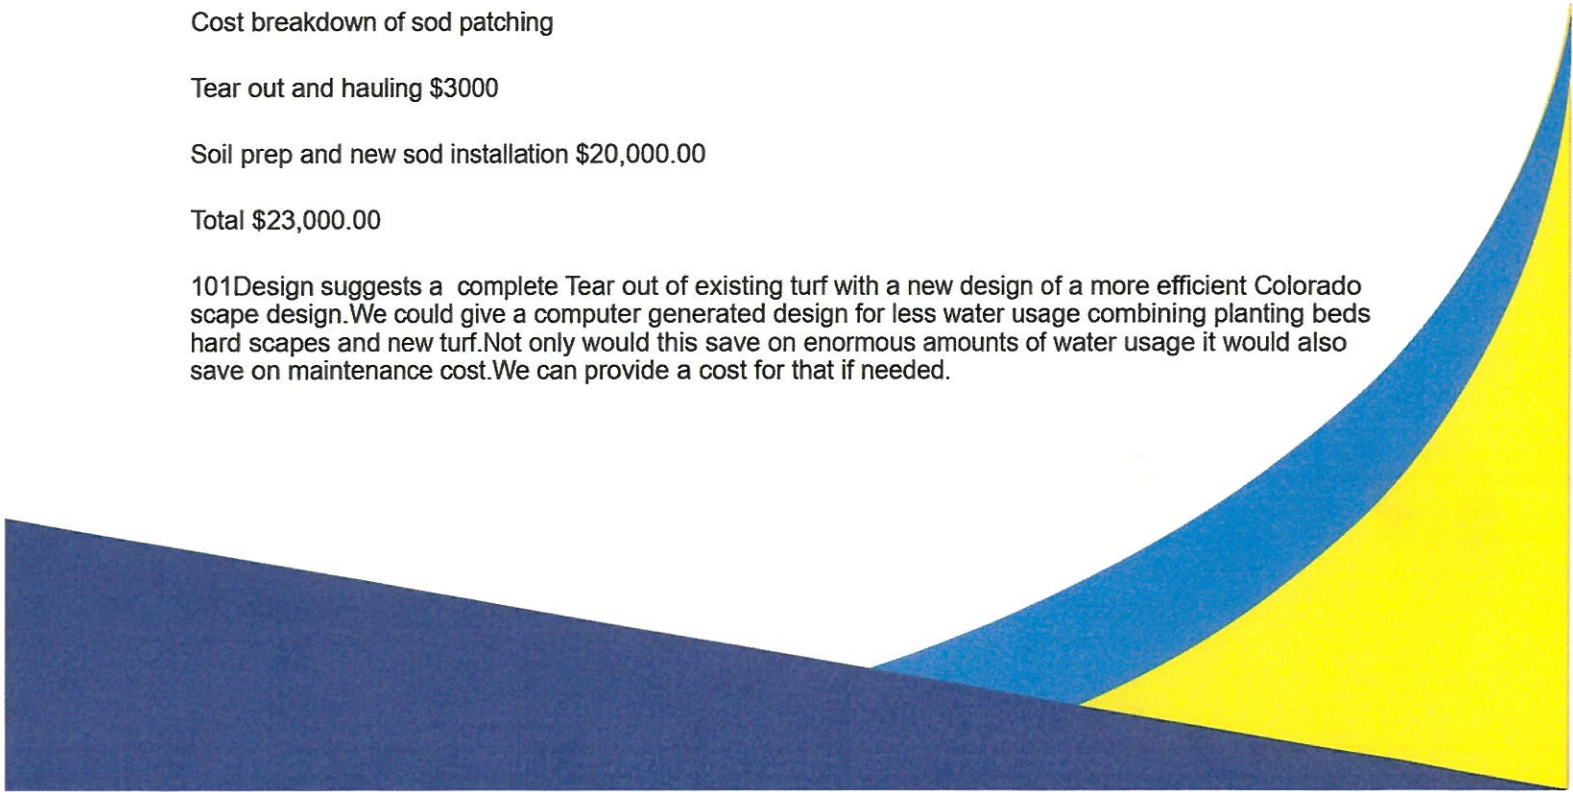 Cost breakdown of sod patching
Tear out and hauling $3000
Soil prep and new sod installation $20,000.00
Total $23,000.00
101Design suggests a  complete Tear out of existing turf with a new design of a more efficient Colorado
scape design.We could give a computer generated design for less water usage combining planting beds
hard scapes and new turf.Not only would this save on enormous amounts of water usage it would also
save on maintenance cost.We can provide a cost for that if needed.